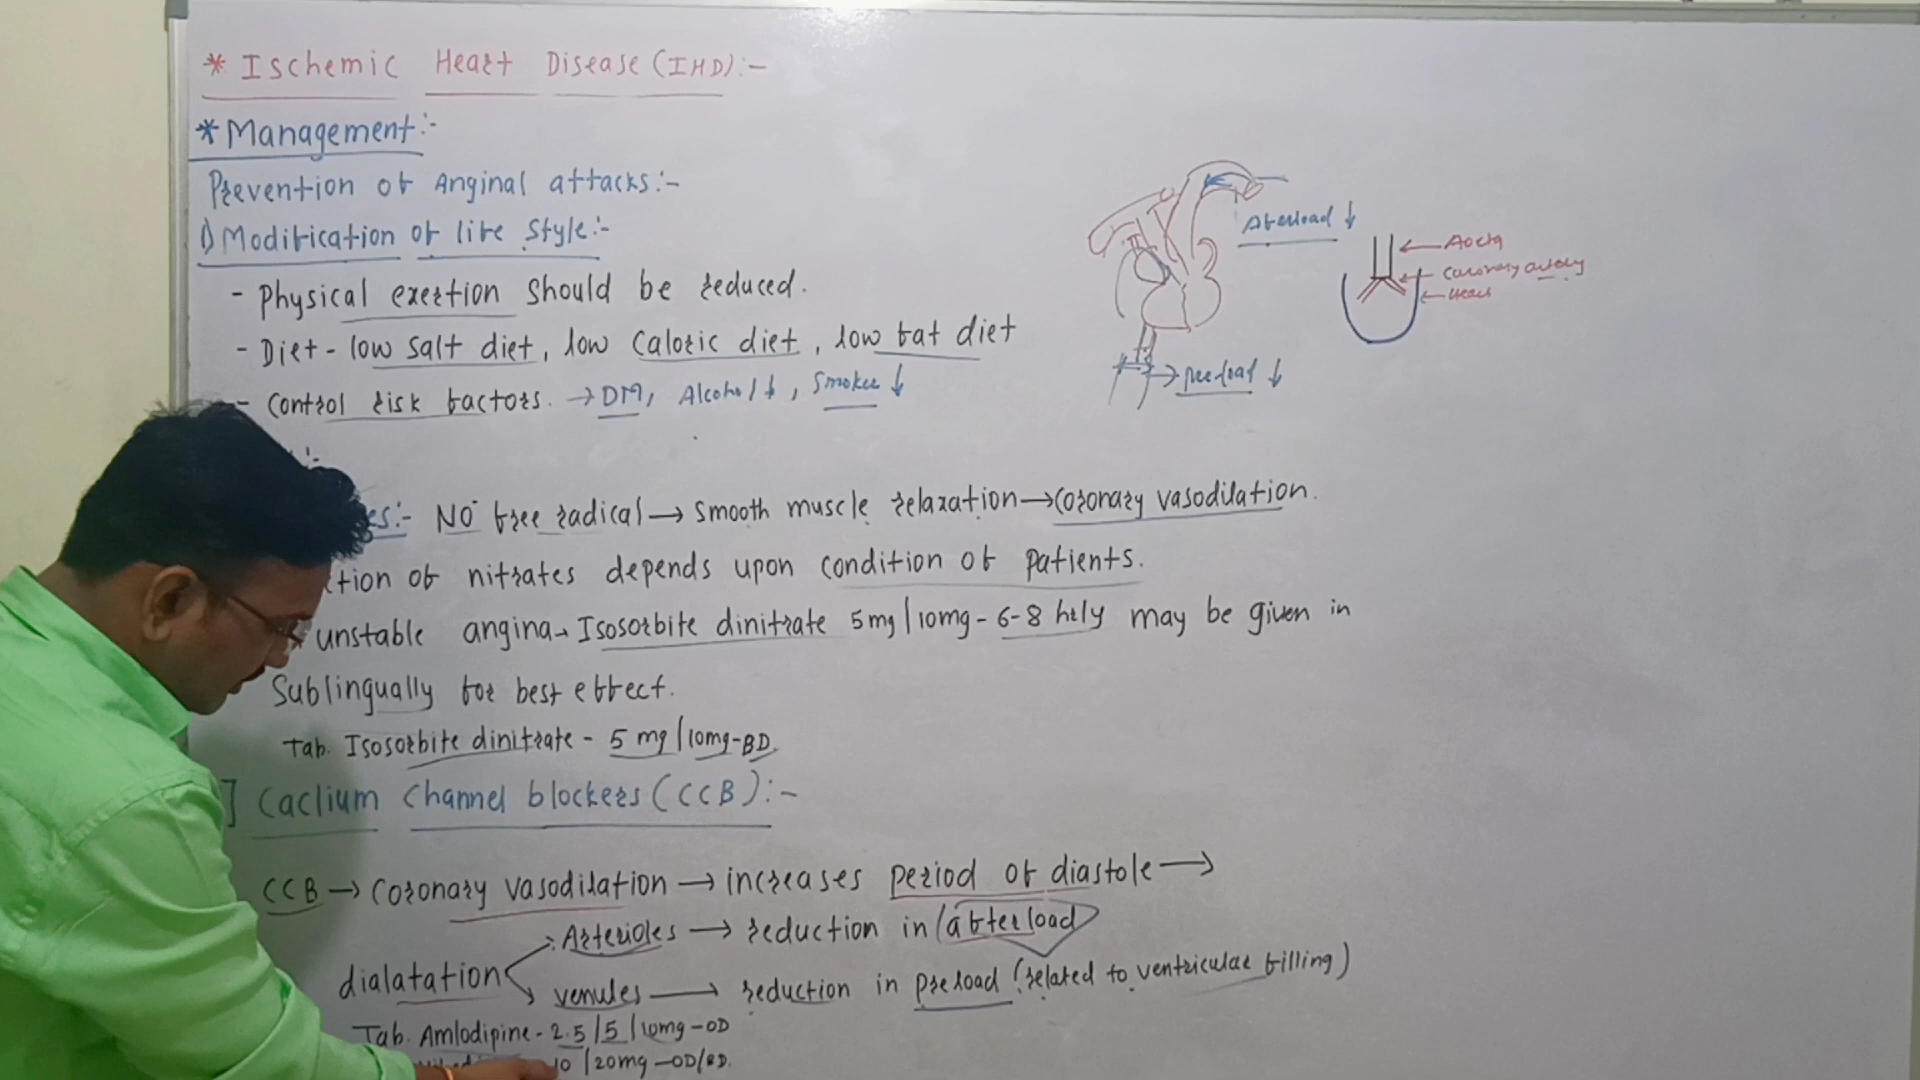 * Ischemic Heart Disease (IHD):-
* Management:-
Prevention of Anginal attacks:-
1) Modification of life style:-
- Physical exertion should be reduced.
- Diet - low salt diet, low caloric diet, low fat diet
- control risk factors. → DM, Alcohol ↓, Smoker ↓
es:- NO free radical → smooth muscle relaxation → coronary vasodilation.
tion of nitrates depends upon condition of patients.
* unstable angina → Isosorbite dinitrate 5mg/10mg - 6-8 hrly may be given in
Sublingually for best effect.
Tab. Isosorbite dinitrate - 5 mg/10mg-BD
] Caclium channel blockers (CCB):-
CCB → coronary vasodilation → increases period of diastole →
dialatation
Arterioles → reduction in (afterload)
venules → reduction in preload (related to ventricular filling)
Tab. Amlodipine - 2.5/5/10mg-OD
10/20mg-OD/BD.
Afterload ↓
preload ↓
← Aorta
← coronary artery
← Heart